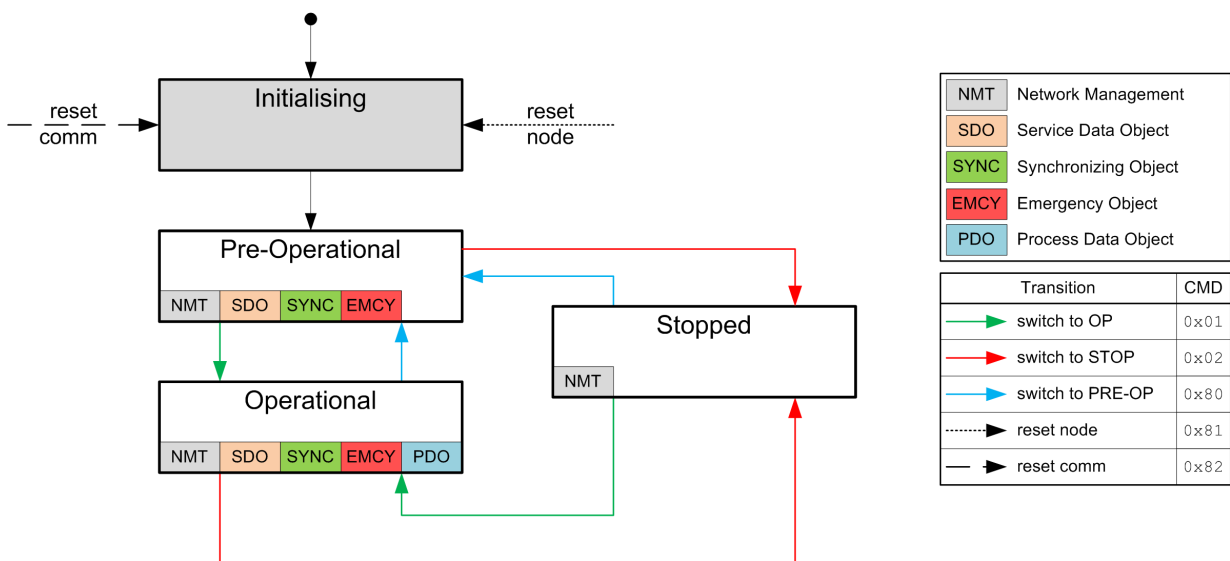 Initialising
reset
comm
reset
node
Pre-Operational
NMT SDO SYNC EMCY
Stopped
NMT
Operational
NMT SDO SYNC EMCY PDO
NMT Network Management
SDO Service Data Object
SYNC Synchronizing Object
EMCY Emergency Object
PDO Process Data Object
Transition CMD
switch to OP 0x01
switch to STOP 0x02
switch to PRE-OP 0x80
reset node 0x81
reset comm 0x82